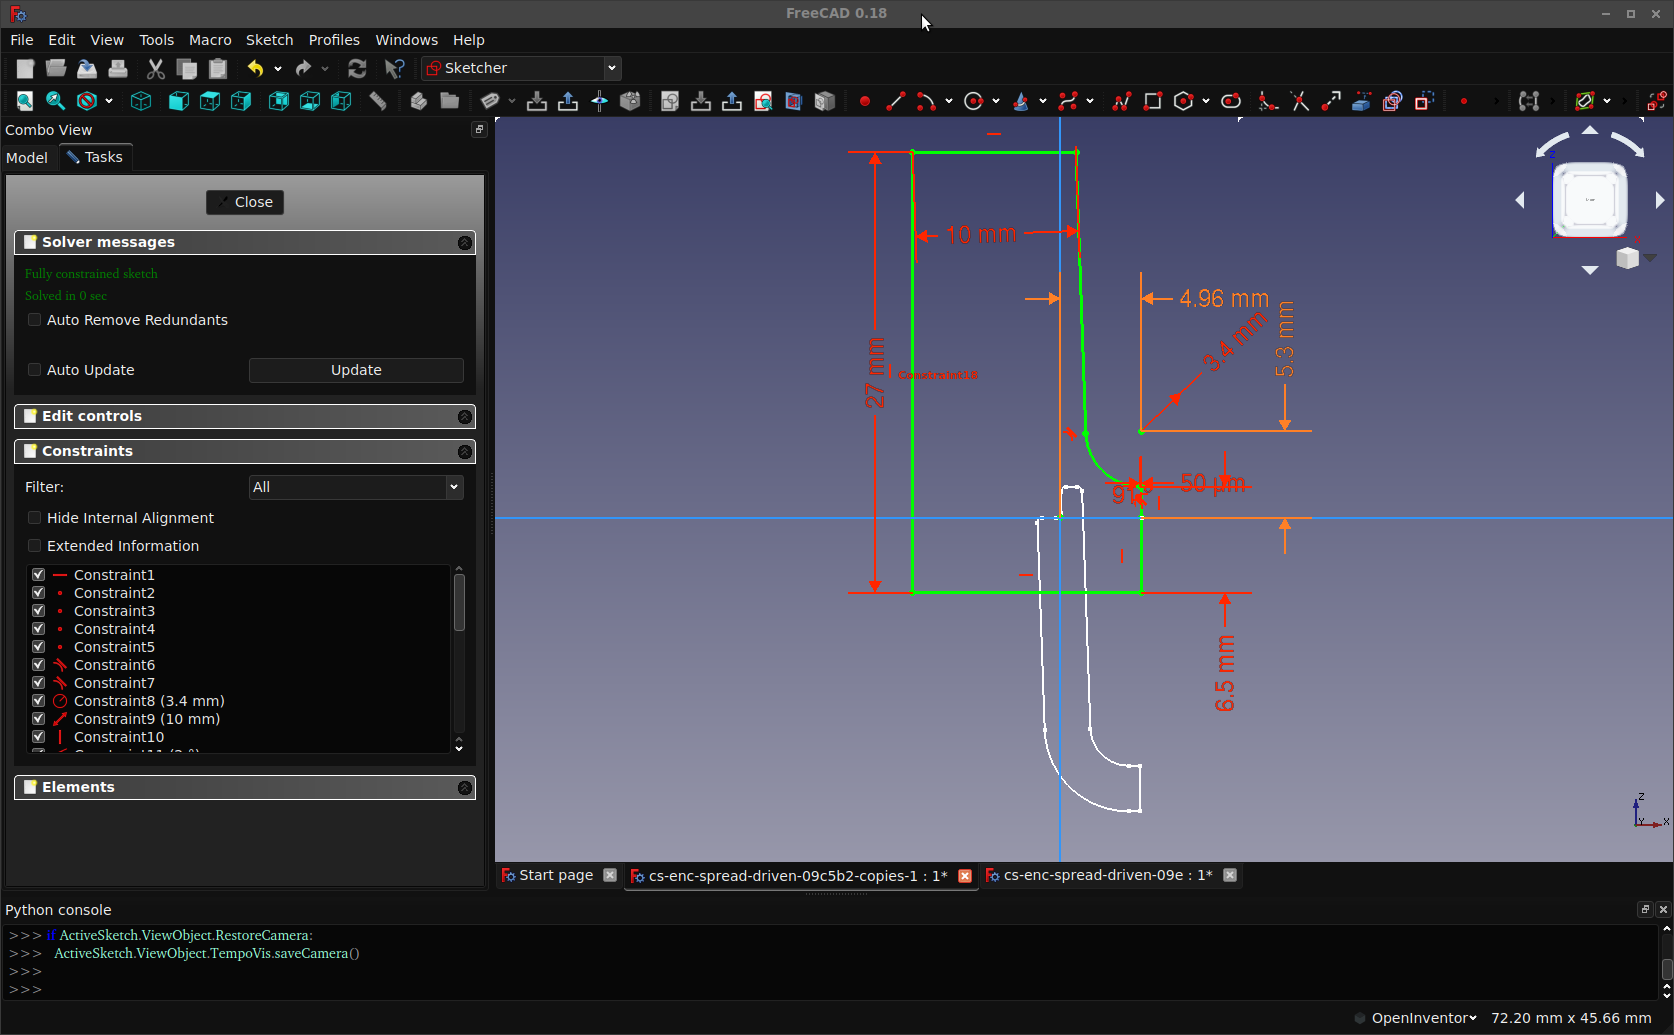 FreeCAD 0.18
File Edit View Tools Macro Sketch Profiles Windows Help
Sketcher
Combo View
Model Tasks
Close
Solver messages
Fully constrained sketch
Solved in 0 sec
Auto Remove Redundants
Auto Update Update
Edit controls
Constraints
Filter: All
Hide Internal Alignment
Extended Information
Constraint1
Constraint2
Constraint3
Constraint4
Constraint5
Constraint6
Constraint7
Constraint8 (3.4 mm)
Constraint9 (10 mm)
Constraint10
Elements
10 mm
4.96 mm
3.4 mm
5.3 mm
27 mm
50 µm
6.5 mm
Z
Y
X
Start page
cs-enc-spread-driven-09c5b2-copies-1 : 1*
cs-enc-spread-driven-09e : 1*
Python console
>>> if ActiveSketch.ViewObject.RestoreCamera:
>>> ActiveSketch.ViewObject.TempoVis.saveCamera()
>>>
>>>
OpenInventor 72.20 mm x 45.66 mm